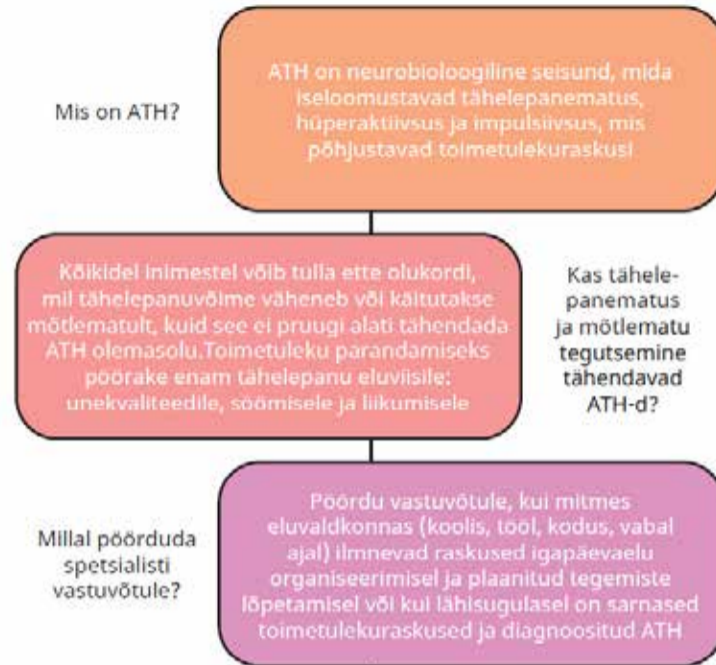 Mis on ATH?
ATH on neurobioloogiline seisund, mida
iseloomustavad tähelepanematus,
hüperaktiivsus ja impulsiivsus, mis
põhjustavad toimetulekuraskusi
Kõikidel inimestel võib tulla ette olukordi,
mil tähelepanuvõime väheneb või käitutakse
mõtlematult, kuid see ei pruugi alati tähendada
ATH olemasolu.Toimetuleku parandamiseks
pöörake enam tähelepanu eluviisile:
unekvaliteedile, söömisele ja liikumisele
Kas tähele-
panematus
ja mõtlematu
tegutsemine
tähendavad
ATH-d?
Millal pöörduda
spetsialisti
vastuvõtule?
Pöördu vastuvõtule, kui mitmes
eluvaldkonnas (koolis, tööl, kodus, vabal
ajal) ilmnevad raskused igapäevaelu
organiseerimisel ja plaanitud tegemiste
lõpetamisel või kui lähisugulasel on sarnased
toimetulekuraskused ja diagnoositud ATH